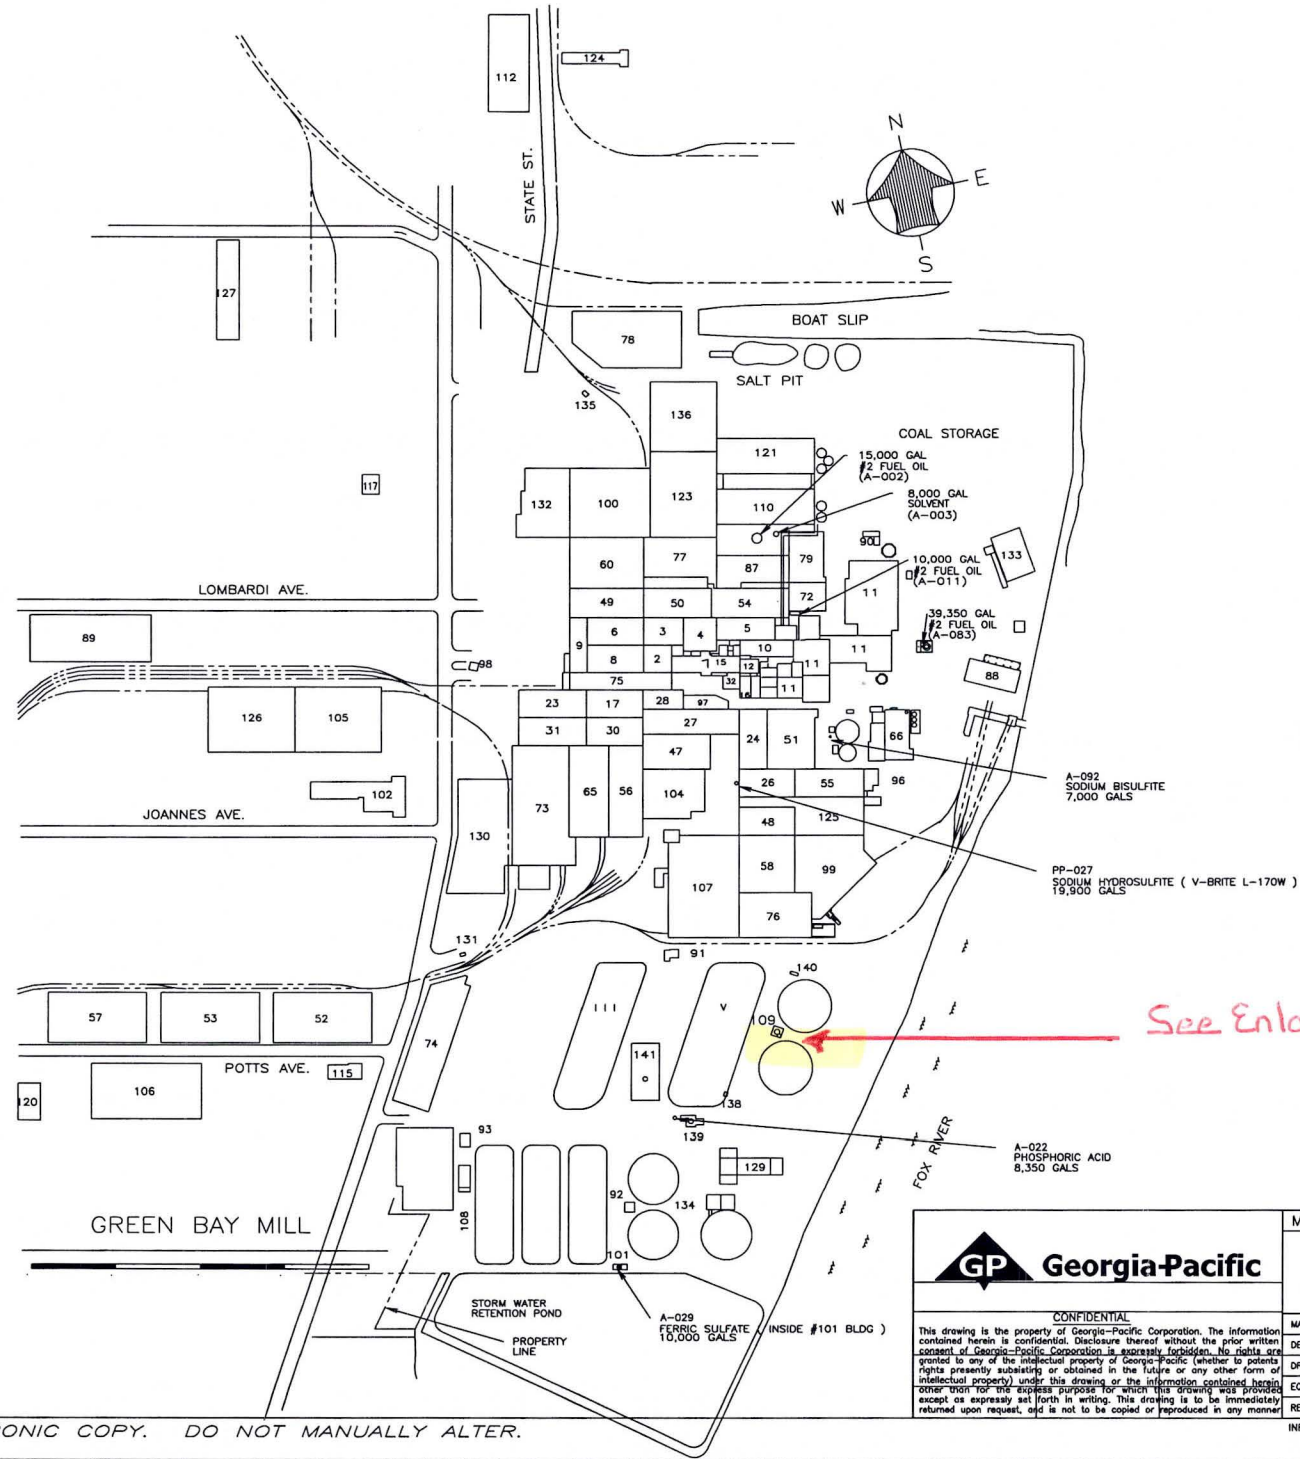 112
124
STATE ST.
N
E
W
S
127
BOAT SLIP
78
SALT PIT
135
136
COAL STORAGE
121
15,000 GAL
#2 FUEL OIL
(A-002)
117
132
100
123
110
8,000 GAL
SOLVENT
(A-003)
90
133
60
77
87
79
10,000 GAL
#2 FUEL OIL
(A-011)
LOMBARDI AVE.
49
50
54
72
11
89
6
3
4
5
39,350 GAL
#2 FUEL OIL
(A-083)
9
10
11
98
8
2
7
15
12
11
75
32
16
11
88
126
105
23
17
28
97
31
30
27
24
51
66
47
102
73
65
56
104
26
55
96
A-092
SODIUM BISULFITE
7,000 GALS
JOANNES AVE.
130
48
125
107
58
99
PP-027
SODIUM HYDROSULFITE ( V-BRITE L-170W )
19,900 GALS
76
131
91
140
57
53
52
74
III
V
109
See Enla
POTTS AVE.
115
106
120
141
138
139
A-022
PHOSPHORIC ACID
8,350 GALS
FOX RIVER
93
129
92
134
108
GREEN BAY MILL
101
STORM WATER
RETENTION POND
PROPERTY
LINE
A-029
FERRIC SULFATE ( INSIDE #101 BLDG )
10,000 GALS
GP Georgia-Pacific
M
CONFIDENTIAL
This drawing is the property of Georgia-Pacific Corporation. The information
contained herein is confidential. Disclosure thereof without the prior written
consent of Georgia-Pacific Corporation is expressly forbidden. No rights are
granted to any of the intellectual property of Georgia-Pacific (whether to patents
rights presently subsisting or obtained in the future or any other form of
intellectual property) under this drawing or the information contained herein
other than for the express purpose for which this drawing was provided
except as expressly set forth in writing. This drawing is to be immediately
returned upon request, and is not to be copied or reproduced in any manner
MA
DE
DR
EC
RE
INF
ONIC COPY. DO NOT MANUALLY ALTER.